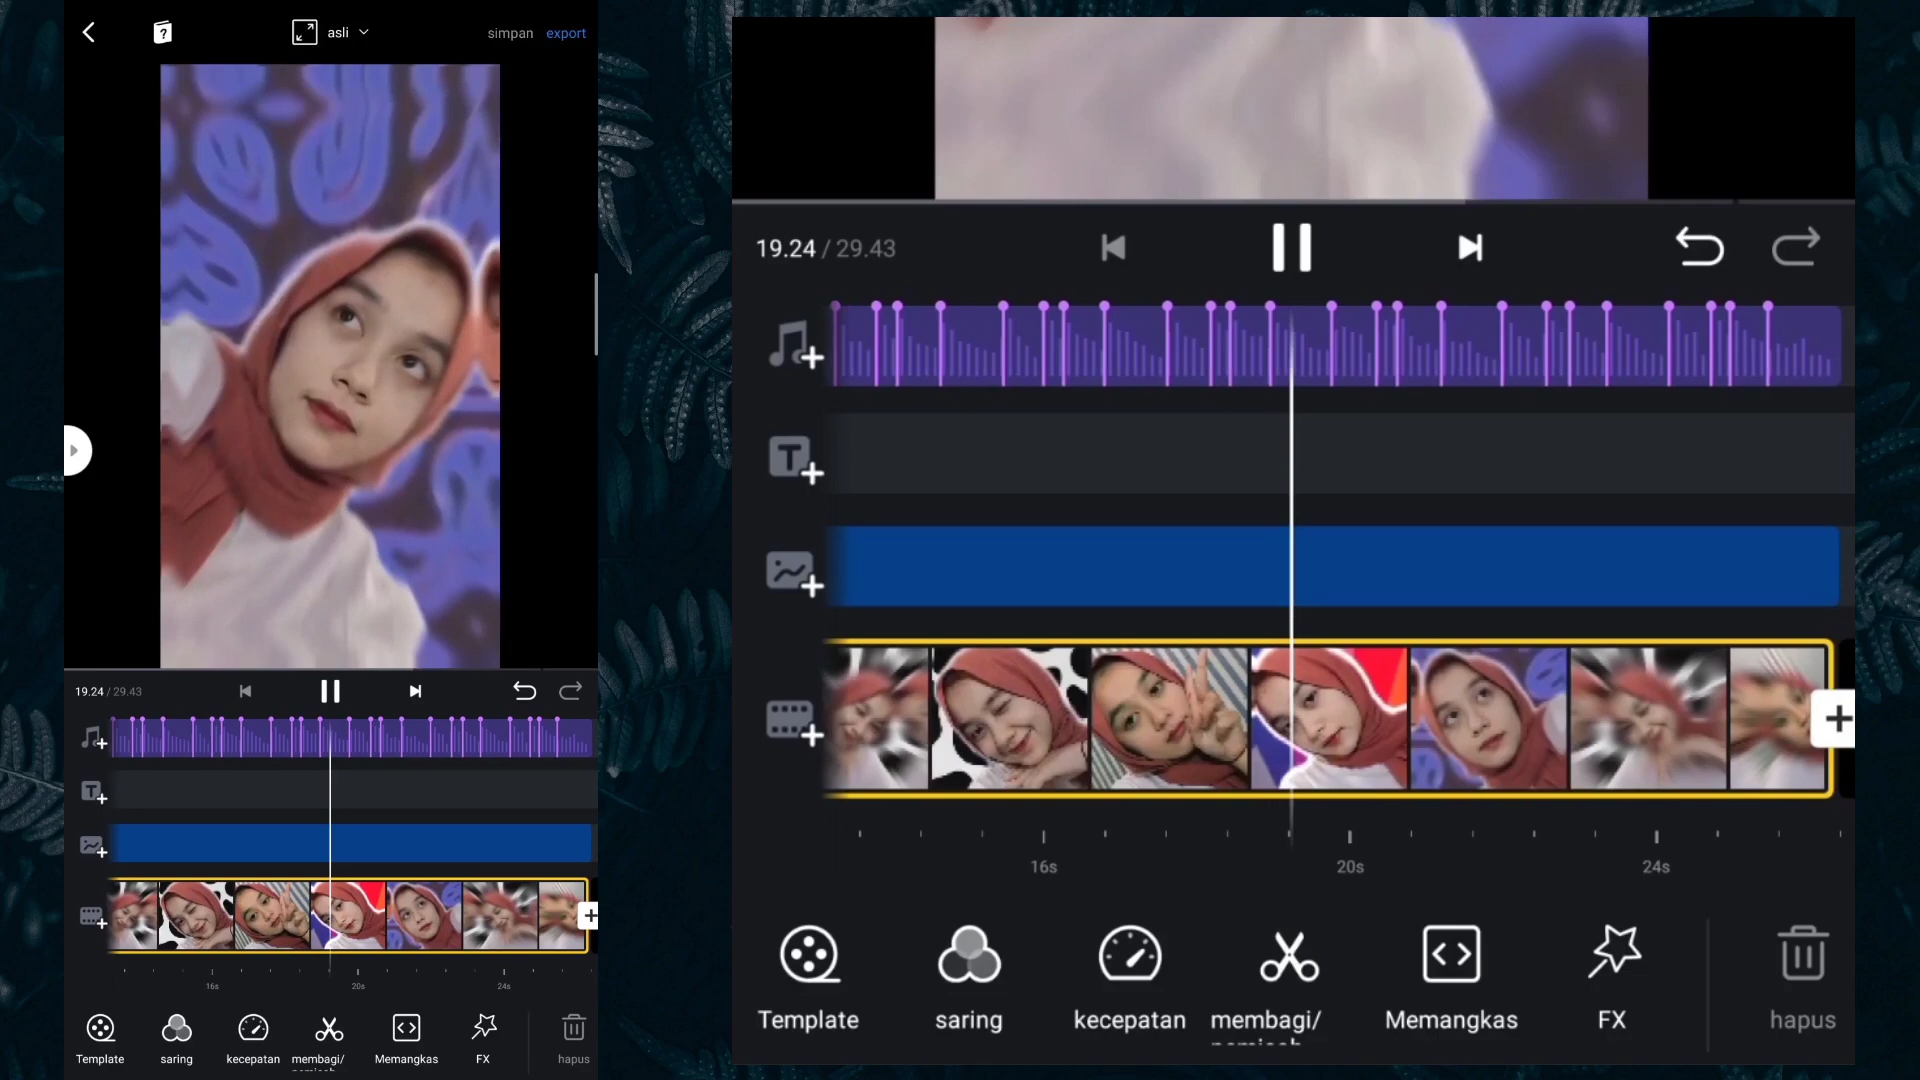 asli
simpan export
19.24 / 29.43
16s 20s 24s
Template saring kecepatan membagi/ Memangkas FX hapus
19.24 / 29.43
16s 20s 24s
Template saring kecepatan membagi/ Memangkas FX hapus